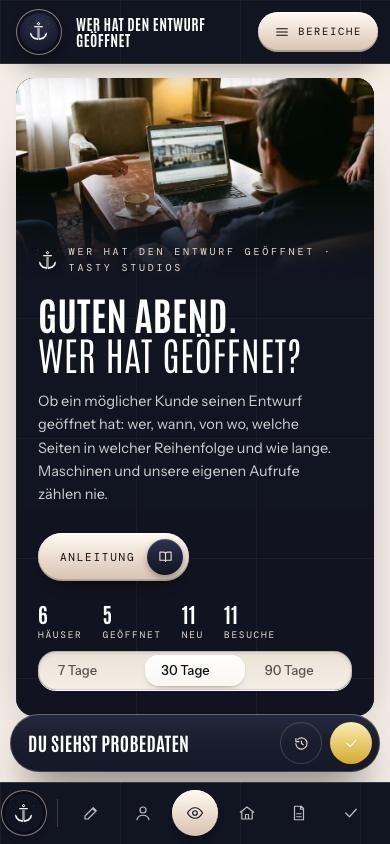 WER HAT DEN ENTWURF
GEÖFFNET
BEREICHE
WER HAT DEN ENTWURF GEÖFFNET ·
TASTY STUDIOS
GUTEN ABEND.
WER HAT GEÖFFNET?
Ob ein möglicher Kunde seinen Entwurf
geöffnet hat: wer, wann, von wo, welche
Seiten in welcher Reihenfolge und wie lange.
Maschinen und unsere eigenen Aufrufe
zählen nie.
ANLEITUNG
6 5 11 11
HÄUSER GEÖFFNET NEU BESUCHE
7 Tage 30 Tage 90 Tage
DU SIEHST PROBEDATEN